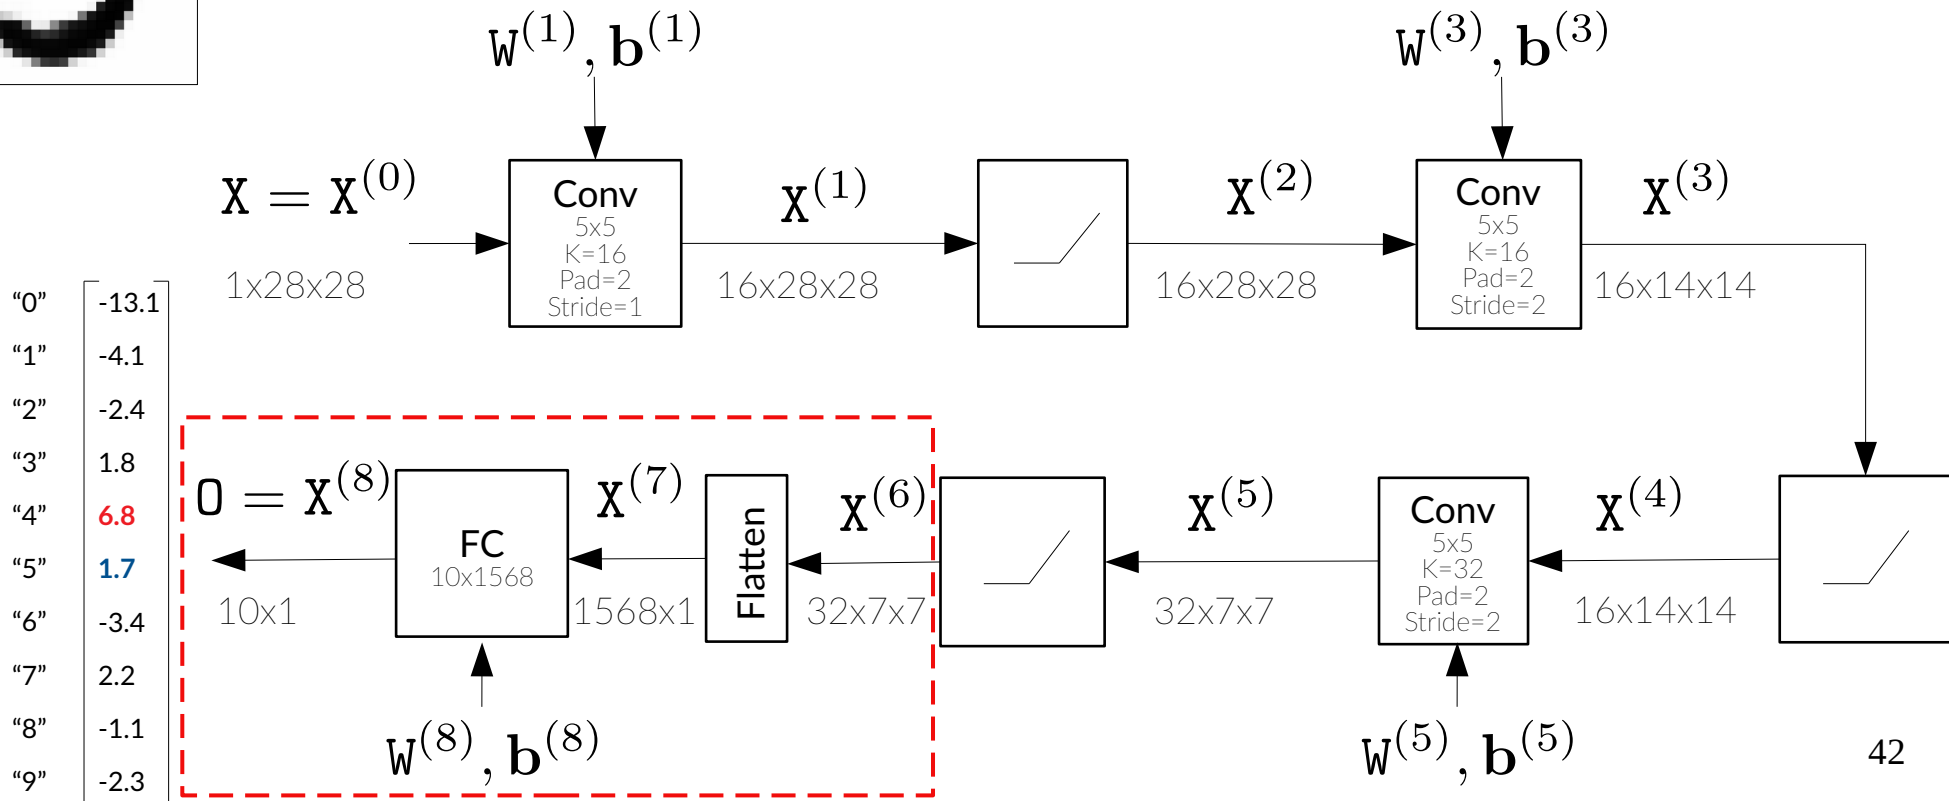 W^(1), b^(1)
W^(3), b^(3)
X = X^(0)
1x28x28
Conv
5x5
K=16
Pad=2
Stride=1
X^(1)
16x28x28
X^(2)
16x28x28
Conv
5x5
K=16
Pad=2
Stride=2
X^(3)
16x14x14
“0” -13.1
“1” -4.1
“2” -2.4
“3” 1.8
“4” 6.8
“5” 1.7
“6” -3.4
“7” 2.2
“8” -1.1
“9” -2.3
O = X^(8)
10x1
FC
10x1568
W^(8), b^(8)
X^(7)
1568x1
Flatten
X^(6)
32x7x7
X^(5)
32x7x7
Conv
5x5
K=32
Pad=2
Stride=2
W^(5), b^(5)
X^(4)
16x14x14
42